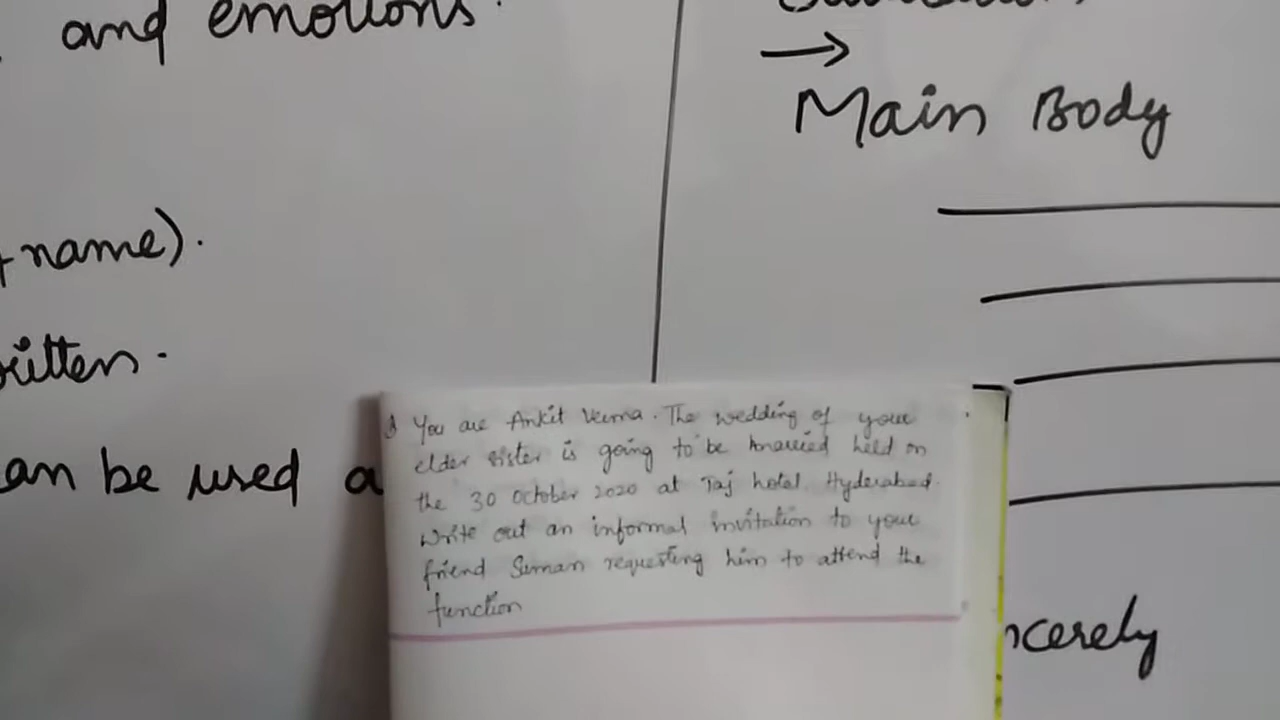 and emotions.
name).
written.
an be used a
→
Main Body
You are Ankit Verma. The wedding of your
elder sister is going to be married held on
the 30 October 2020 at Taj hotel Hyderabad.
Write out an informal invitation to your
friend Suman requesting him to attend the
function
ncerely